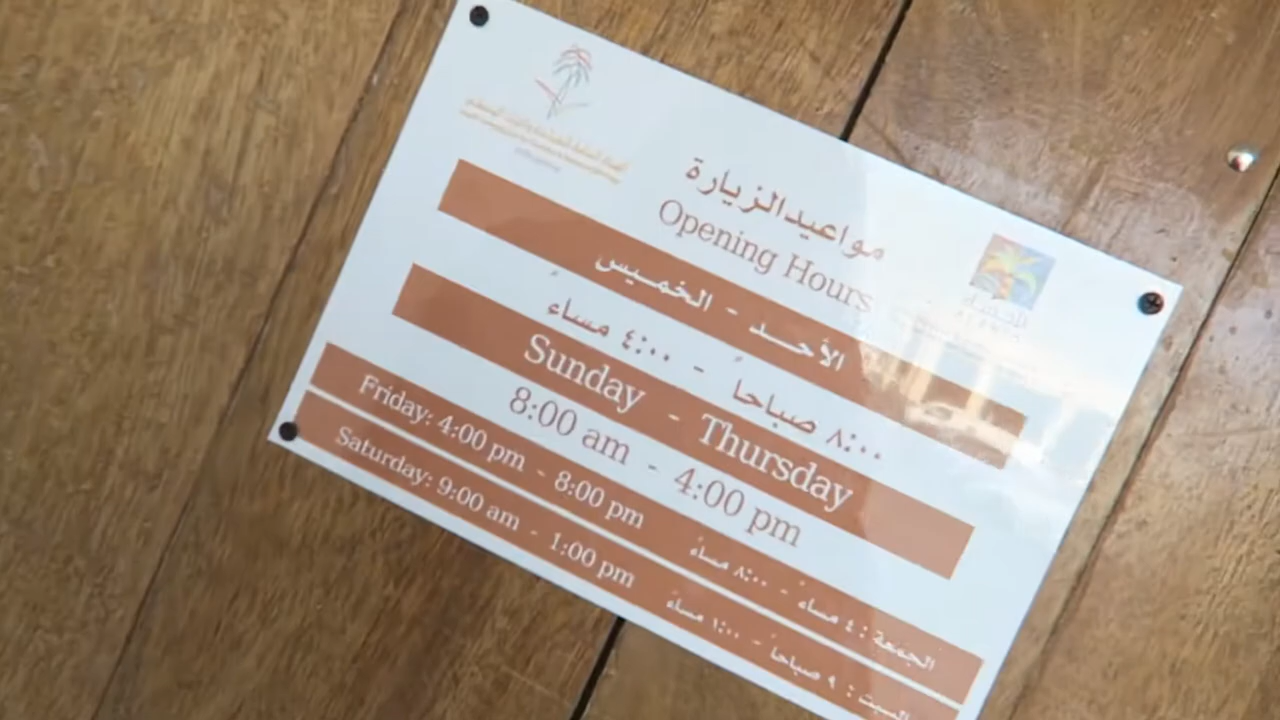 مواعيد الزيارة
Opening Hours
الأحـــد - الخمـيـس
٨:٠٠ صباحاً - ٤:٠٠ مساءً
Sunday - Thursday
8:00 am - 4:00 pm
Friday: 4:00 pm - 8:00 pm
الجمعة : ٤ مساءً - ٨:٠٠ مساءً
Saturday: 9:00 am - 1:00 pm
السبت : ٩ صباحاً - ١:٠٠ مساءً